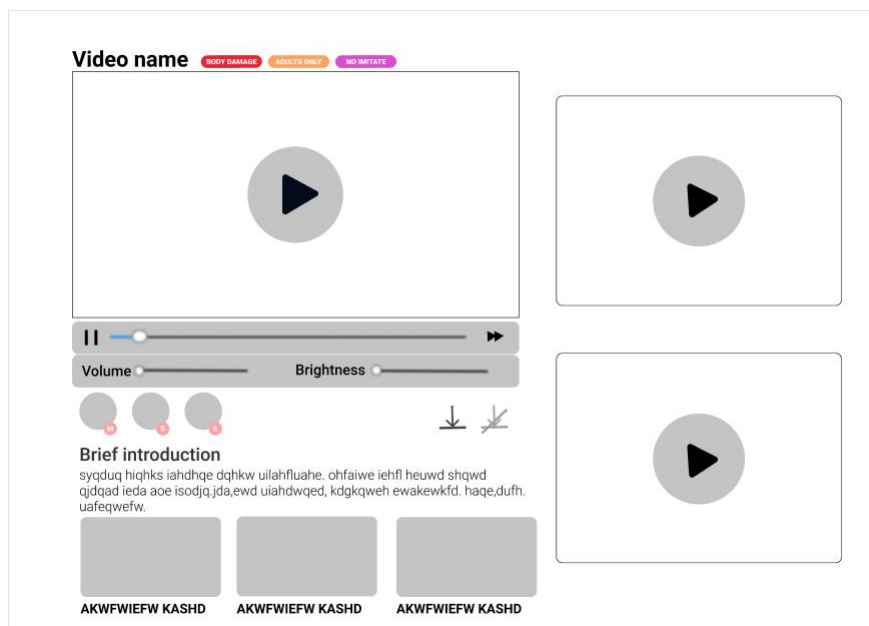 Video name
BODY DAMAGE
ADULTS ONLY
NO IMITATE
Volume
Brightness
M
S
S
Brief introduction
syqduq hiqhks iahdhqe dqhkw uilahfluahe. ohfaiwe iehfl heuwd shqwd
qjdqad ieda aoe isodjq.jda,ewd uiahdwqed, kdgkqweh ewakewkfd. haqe,dufh.
uafeqwefw.
AKWFWIEFW KASHD
AKWFWIEFW KASHD
AKWFWIEFW KASHD